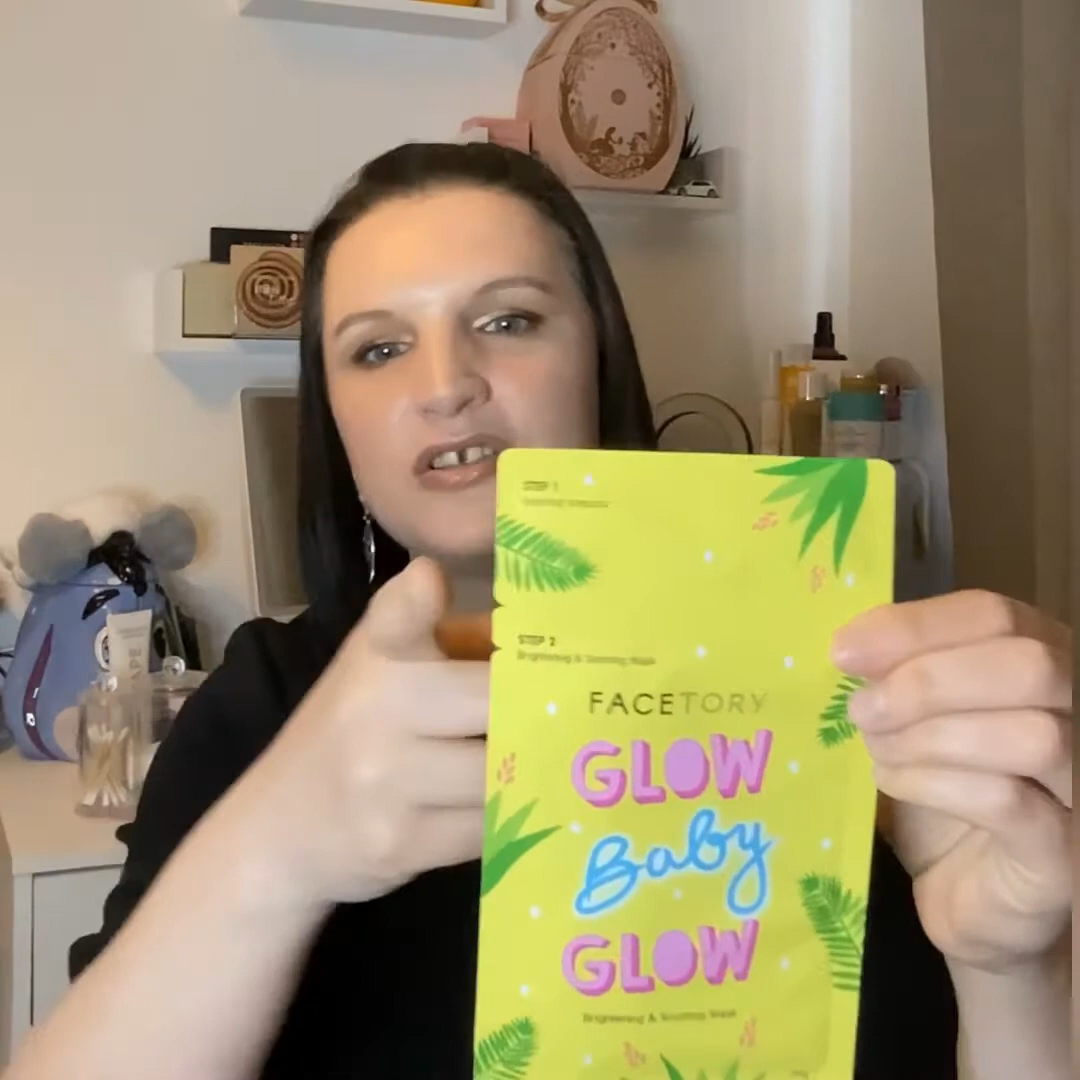 STEP 1
STEP 2
Brightening & Soothing Mask
FACETORY
GLOW
Baby
GLOW
Brightening & Soothing Mask